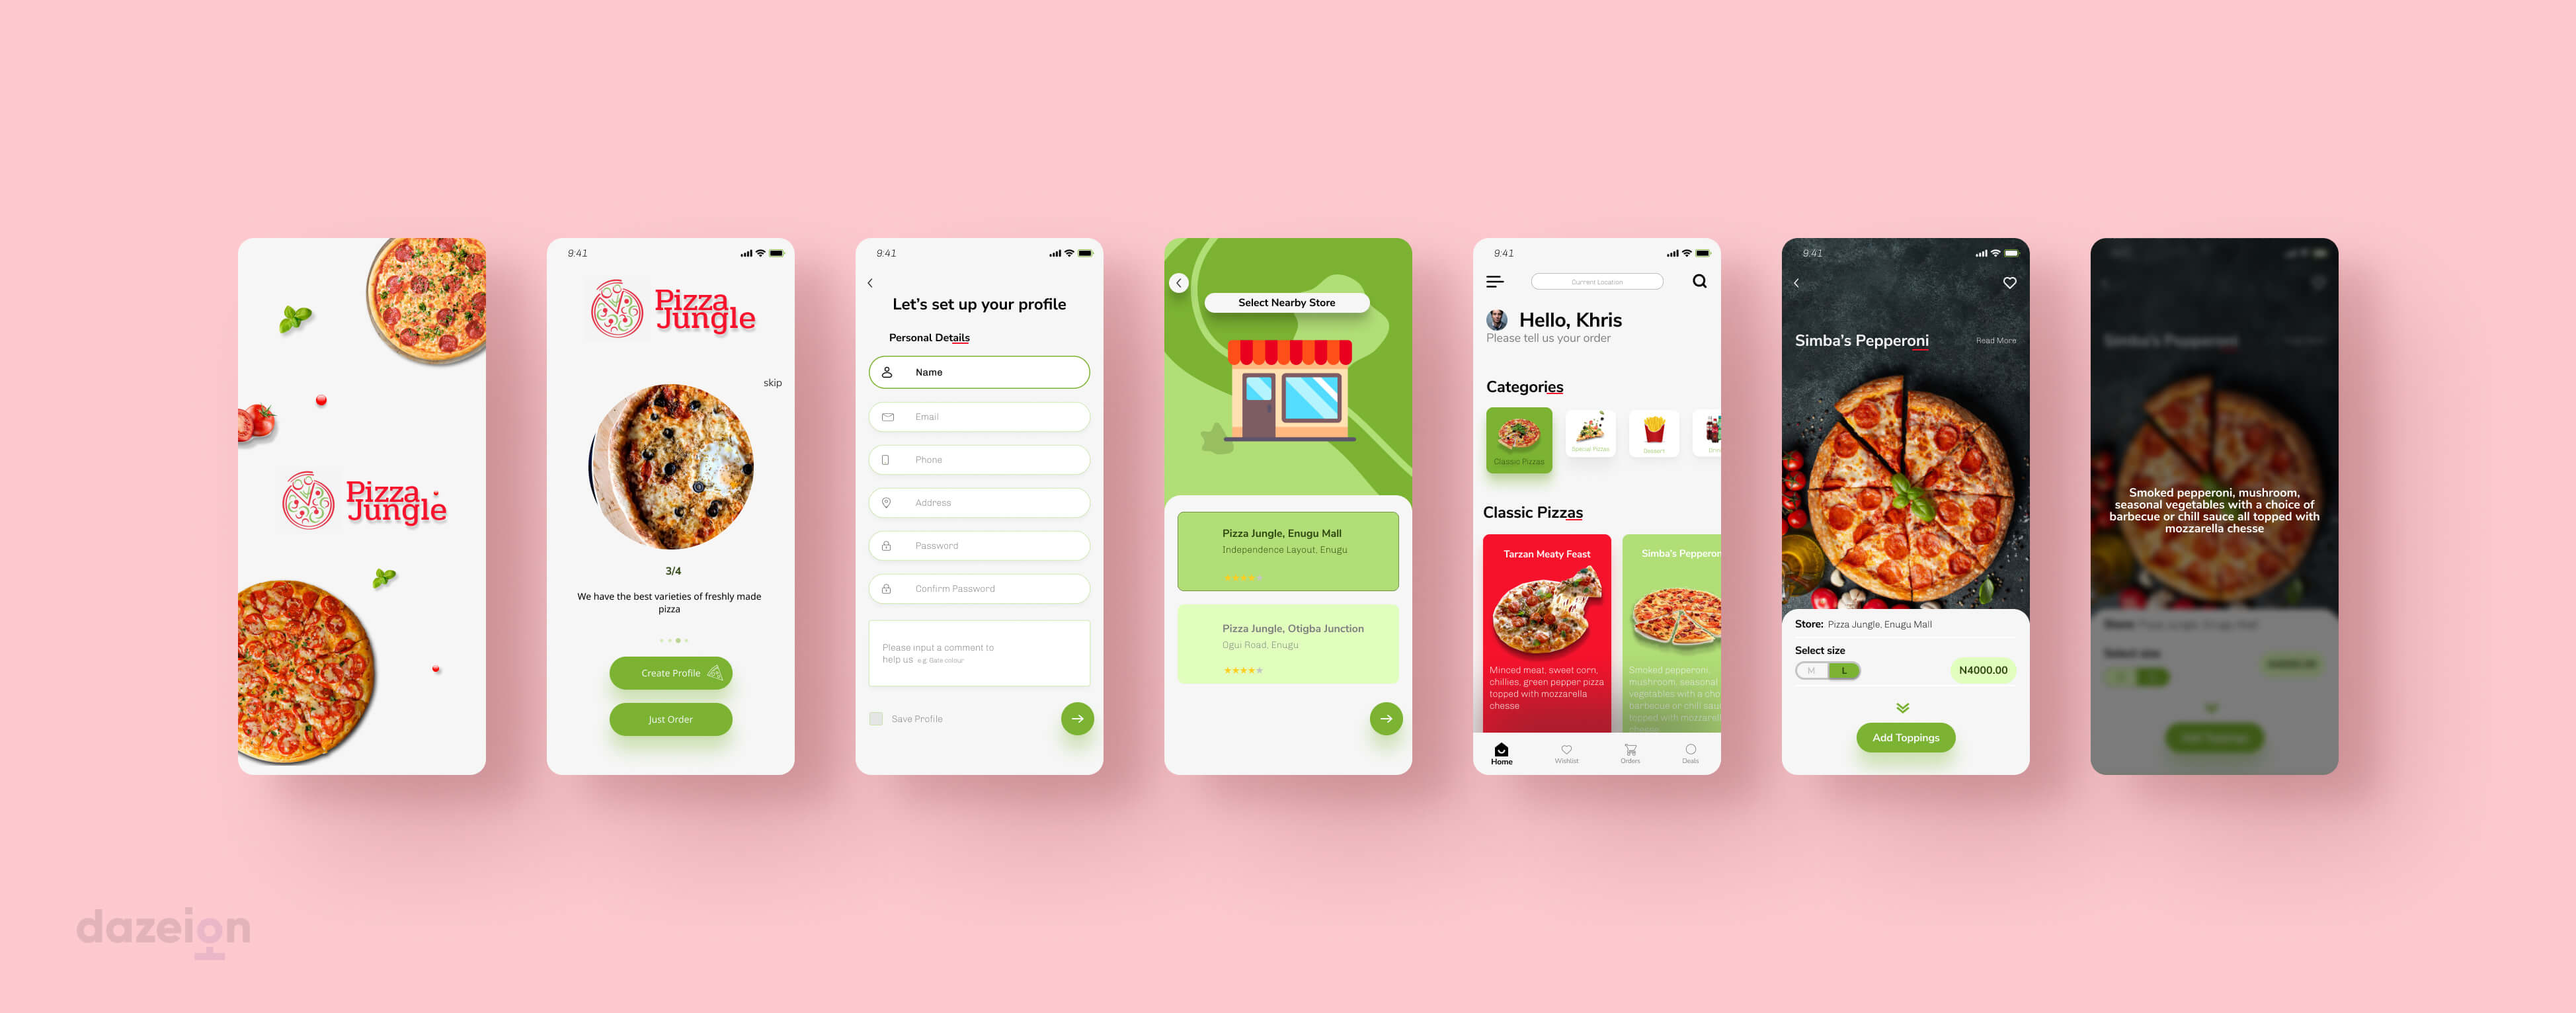 Pizza
Jungle
9:41
Pizza
Jungle
skip
3/4
We have the best varieties of freshly made
pizza
Create Profile
Just Order
9:41
Let's set up your profile
Personal Details
Name
Email
Phone
Address
Password
Confirm Password
Please input a comment to
help us e.g. Gate colour
Save Profile
Select Nearby Store
Pizza Jungle, Enugu Mall
Independence Layout, Enugu
Pizza Jungle, Otigba Junction
Ogui Road, Enugu
9:41
Current Location
Hello, Khris
Please tell us your order
Categories
Classic Pizzas
Special Pizzas
Dessert
Classic Pizzas
Tarzan Meaty Feast
Minced meat, sweet corn,
chillies, green pepper pizza
topped with mozzarella
chesse
Simba's Pepperon
Smoked pepperoni,
mushroom, seasonal
vegetables with a cho
barbecue or chill sau
topped with mozzarell
Home
Wishlist
Orders
Deals
9:41
Simba's Pepperoni
Read More
Store: Pizza Jungle, Enugu Mall
Select size
M L
N4000.00
Add Toppings
Smoked pepperoni, mushroom,
seasonal vegetables with a choice of
barbecue or chill sauce all topped with
mozzarella chesse
dazeion